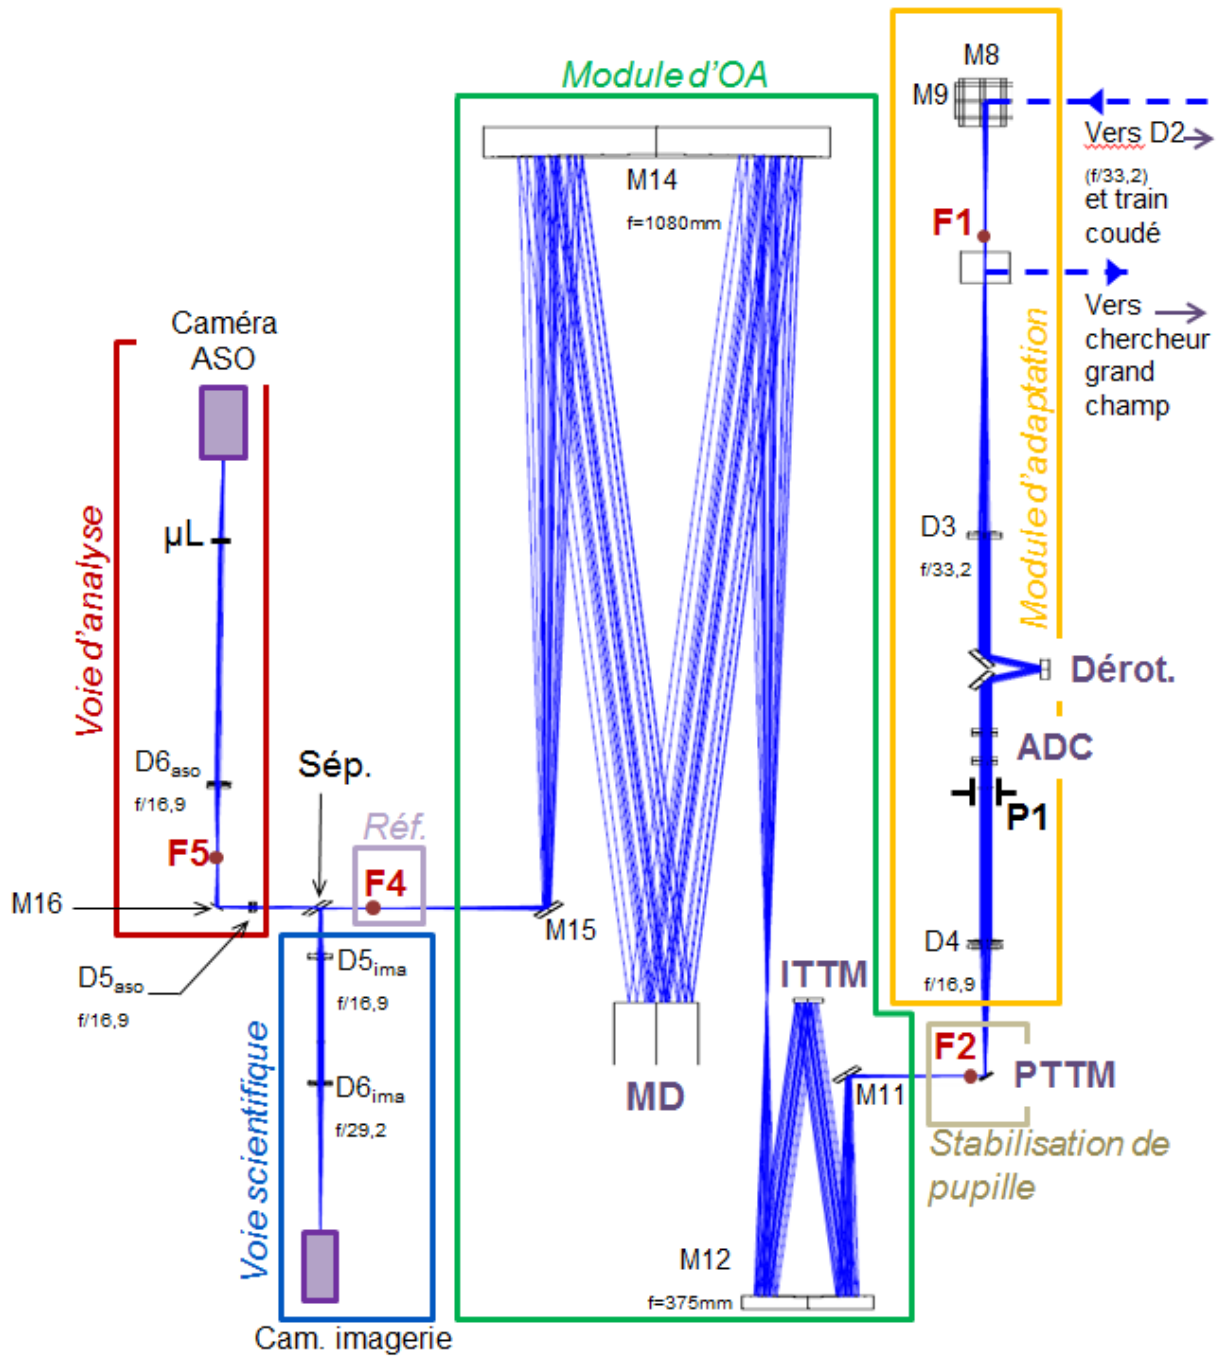 Module d'OA
M8
M9
Vers D2
(f/33,2)
et train
coudé
M14
f=1080mm
F1
Vers
chercheur
grand
champ
Module d'adaptation
Caméra
ASO
Voie d'analyse
µL
D3
f/33,2
Dérot.
ADC
P1
D6aso
f/16,9
Sép.
Réf.
F5
F4
M16
M15
D5aso
f/16,9
D4
f/16,9
D5ima
f/16,9
ITTM
F2
PTTM
D6ima
f/29,2
MD
M11
Stabilisation de
pupille
Voie scientifique
M12
f=375mm
Cam. imagerie